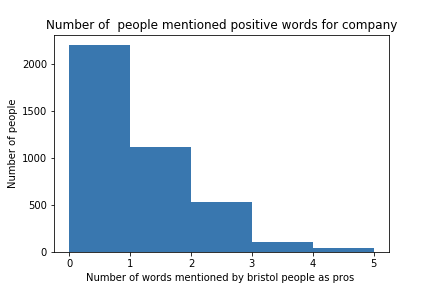 Number of  people mentioned positive words for company
2000
1500
1000
500
0
Number of people
0 1 2 3 4 5
Number of words mentioned by bristol people as pros